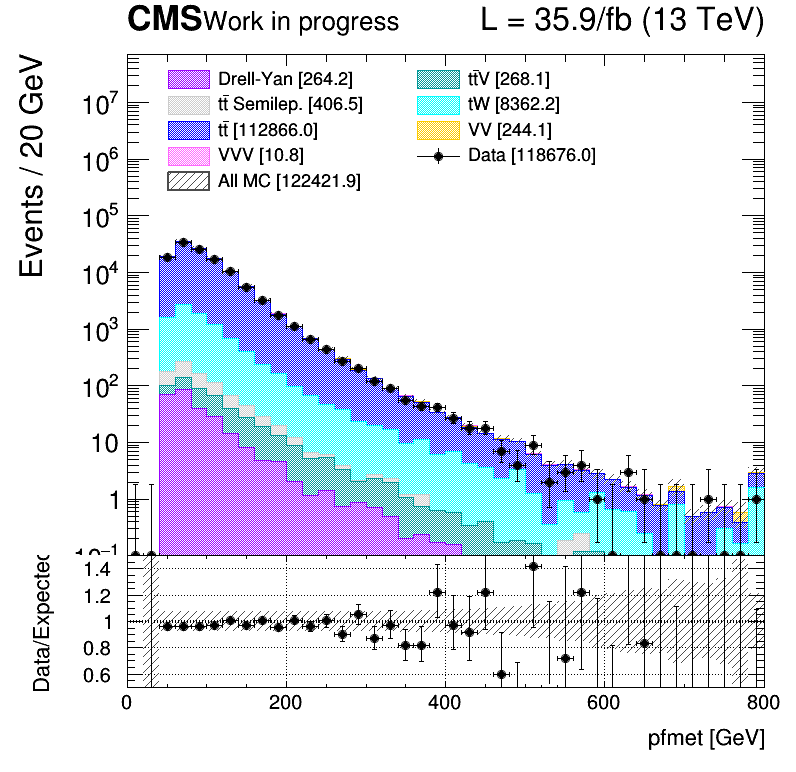 CMS Work in progress L = 35.9/fb (13 TeV)
Events / 20 GeV
Drell-Yan [264.2]
tt̄V [268.1]
tt̄ Semilep. [406.5]
tW [8362.2]
tt̄ [112866.0]
VV [244.1]
VVV [10.8]
Data [118676.0]
All MC [122421.9]
10⁷
10⁶
10⁵
10⁴
10³
10²
10
1
10⁻¹
Data/Expected
1.4
1.2
1
0.8
0.6
0 200 400 600 800
pfmet [GeV]